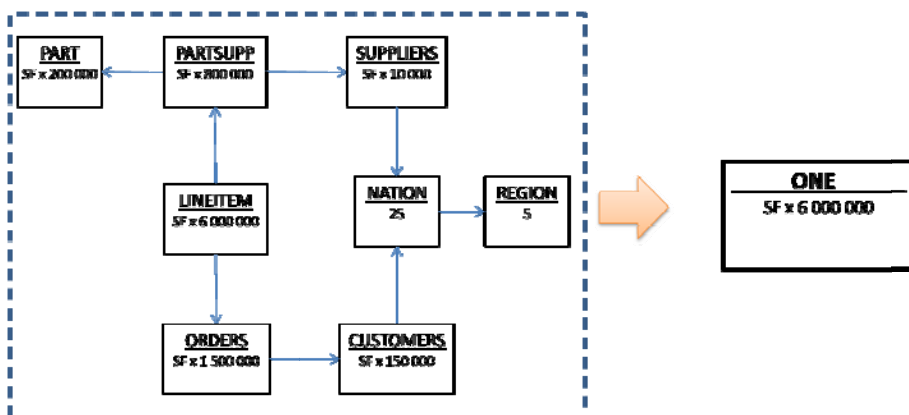 PART
SF x 200 000
PARTSUPP
SF x 800 000
SUPPLIERS
SF x 10 000
LINEITEM
SF x 6 000 000
NATION
25
REGION
5
ORDERS
SF x 1 500 000
CUSTOMERS
SF x 150 000
ONE
SF x 6 000 000